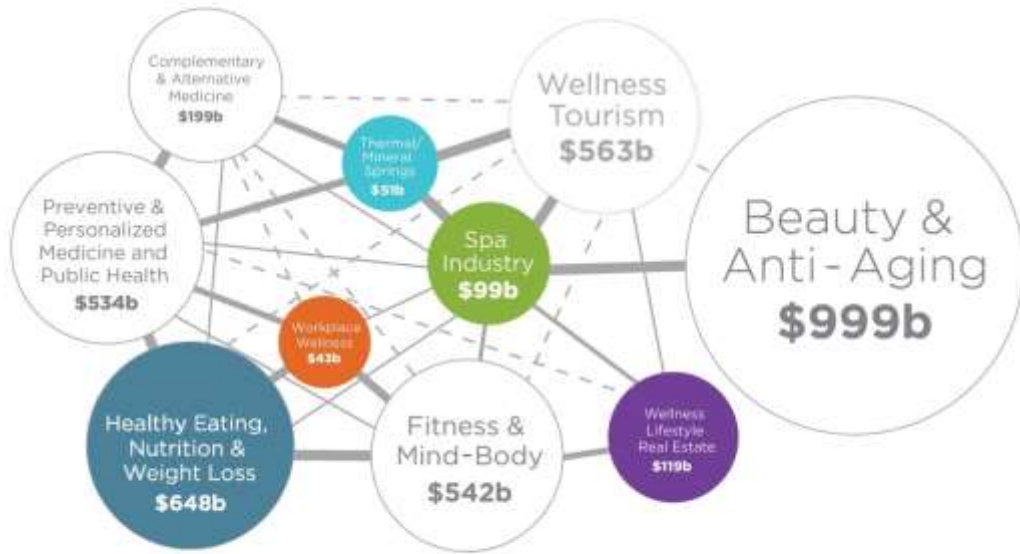 Complementary
& Alternative
Medicine
$199b
Wellness
Tourism
$563b
Thermal/
Mineral
Springs
$51b
Beauty &
Anti-Aging
$999b
Preventive &
Personalized
Medicine and
Public Health
$534b
Spa
Industry
$99b
Workplace
Wellness
$43b
Healthy Eating,
Nutrition &
Weight Loss
$648b
Fitness &
Mind-Body
$542b
Wellness
Lifestyle
Real Estate
$119b